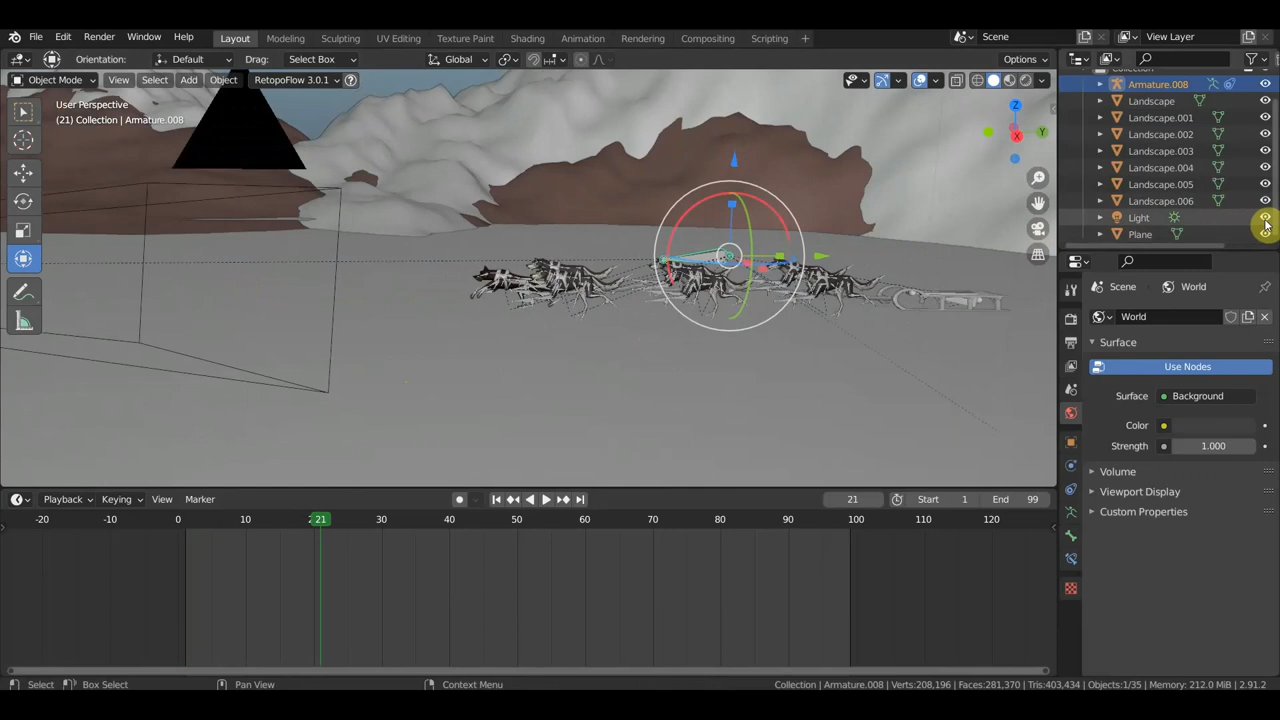 File Edit Render Window Help Layout Modeling Sculpting UV Editing Texture Paint Shading Animation Rendering Compositing Scripting + Scene View Layer
Orientation: Default Drag: Select Box Global Options
Object Mode View Select Add Object RetopoFlow 3.0.1 ?
User Perspective
(21) Collection | Armature.008
Z
Y
X
Collection
Armature.008
Landscape
Landscape.001
Landscape.002
Landscape.003
Landscape.004
Landscape.005
Landscape.006
Light
Plane
Scene World
World
Surface
Use Nodes
Surface Background
Color
Strength 1.000
Volume
Viewport Display
Custom Properties
Playback Keying View Marker 21 Start 1 End 99
-20 -10 0 10 21 30 40 50 60 70 80 90 100 110 120
Select Box Select Pan View Context Menu Collection | Armature.008 | Verts:208,196 | Faces:281,370 | Tris:403,434 | Objects:1/35 | Memory: 212.0 MiB | 2.91.2